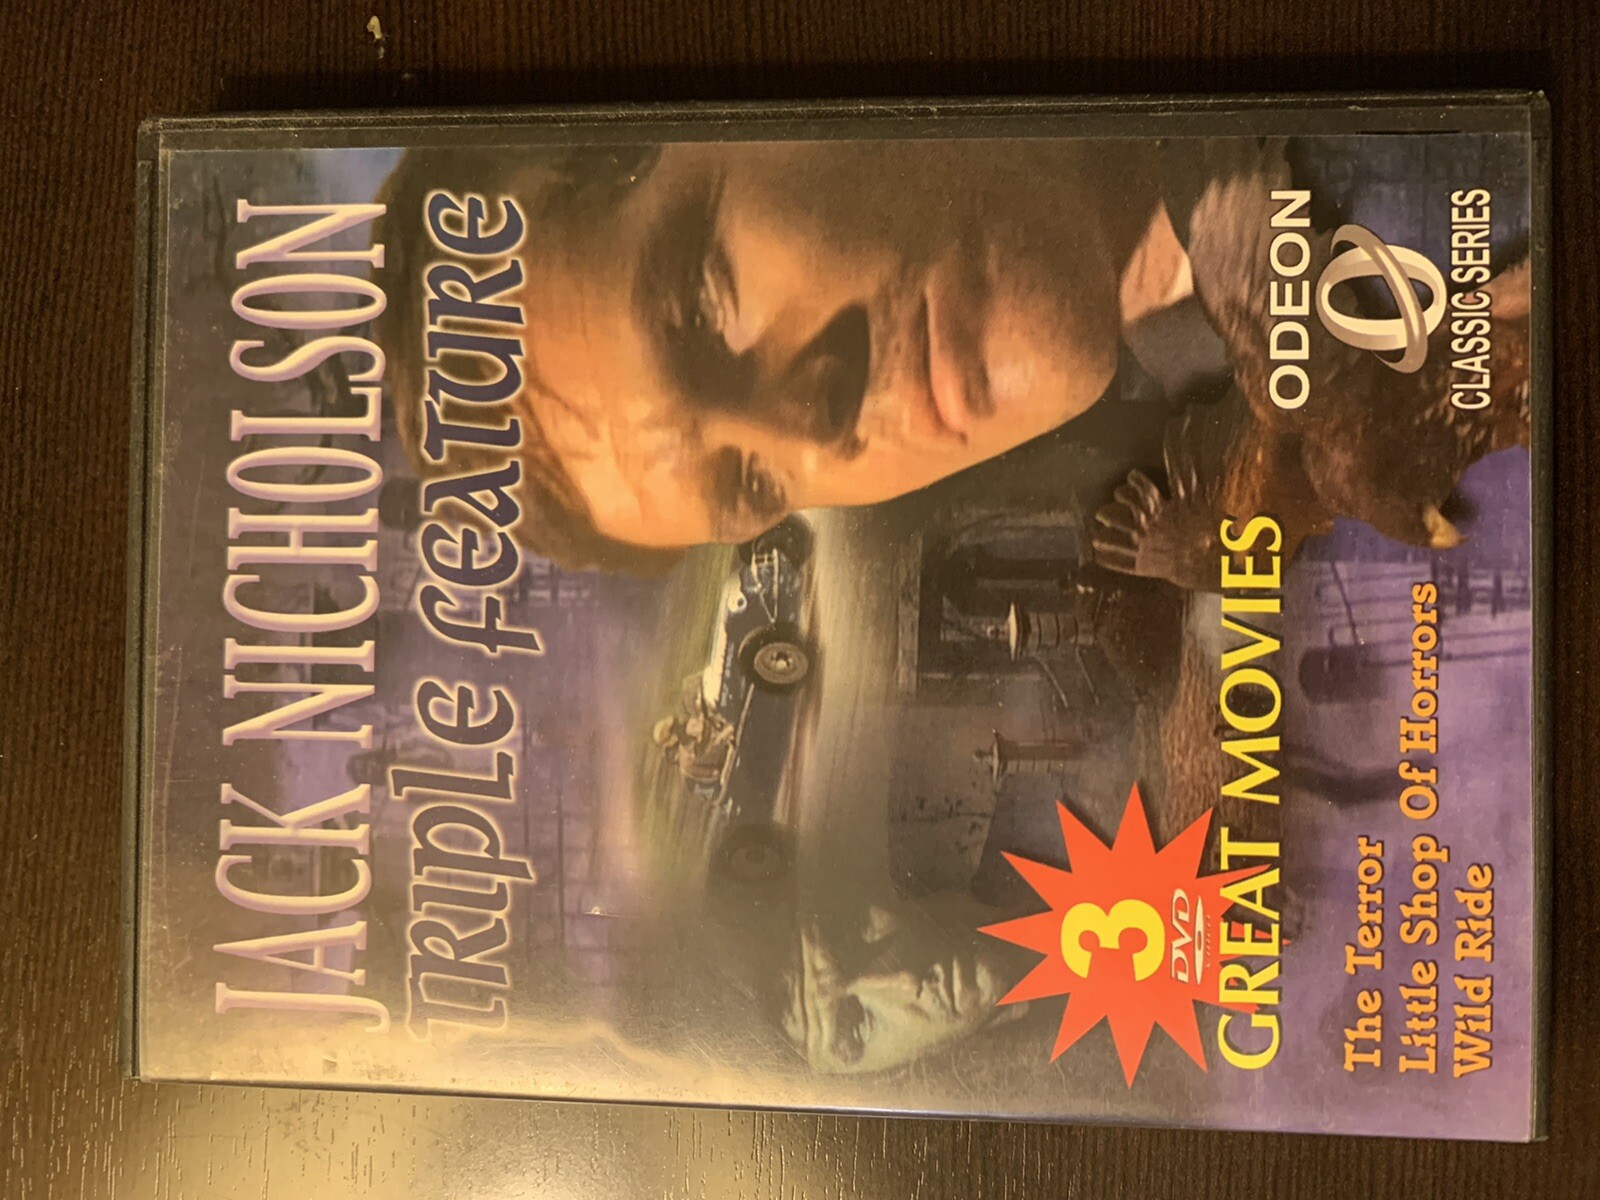 JACK NICHOLSON
TRIPLE FEATURE
3
DVD
VIDEO
GREAT MOVIES
The Terror
Little Shop Of Horrors
Wild Ride
ODEON
CLASSIC SERIES